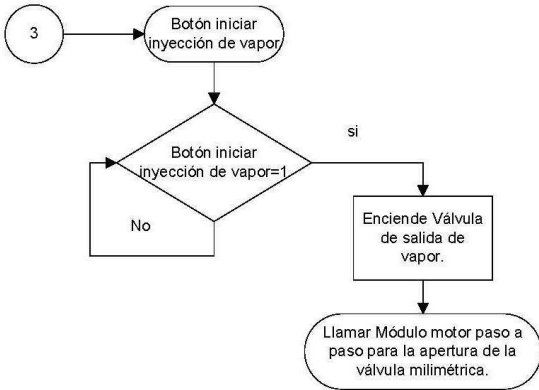 3
Botón iniciar
inyección de vapor
Botón iniciar
inyección de vapor=1
si
No
Enciende Válvula
de salida de
vapor.
Llamar Módulo motor paso a
paso para la apertura de la
válvula milimétrica.